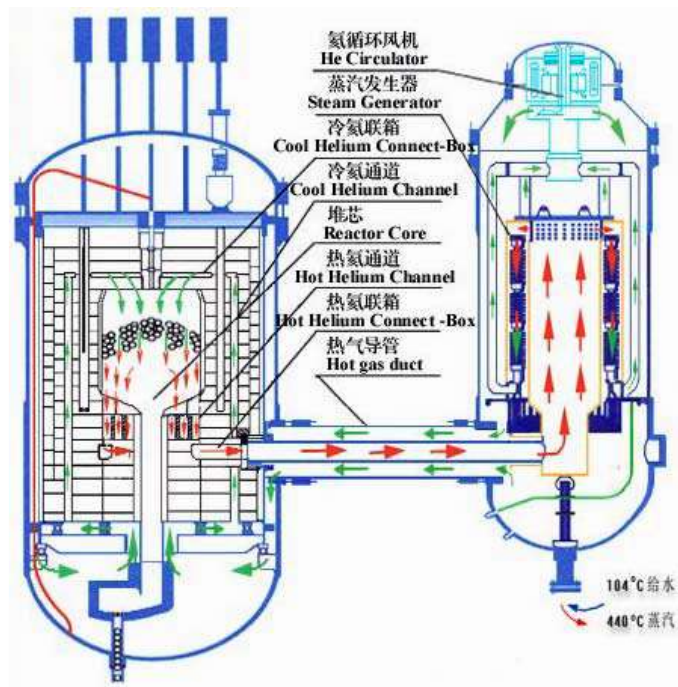 氦循环风机
He Circulator
蒸汽发生器
Steam Generator
冷氦联箱
Cool Helium Connect-Box
冷氦通道
Cool Helium Channel
堆芯
Reactor Core
热氦通道
Hot Helium Channel
热氦联箱
Hot Helium Connect -Box
热气导管
Hot gas duct
104°C给水
440°C蒸汽